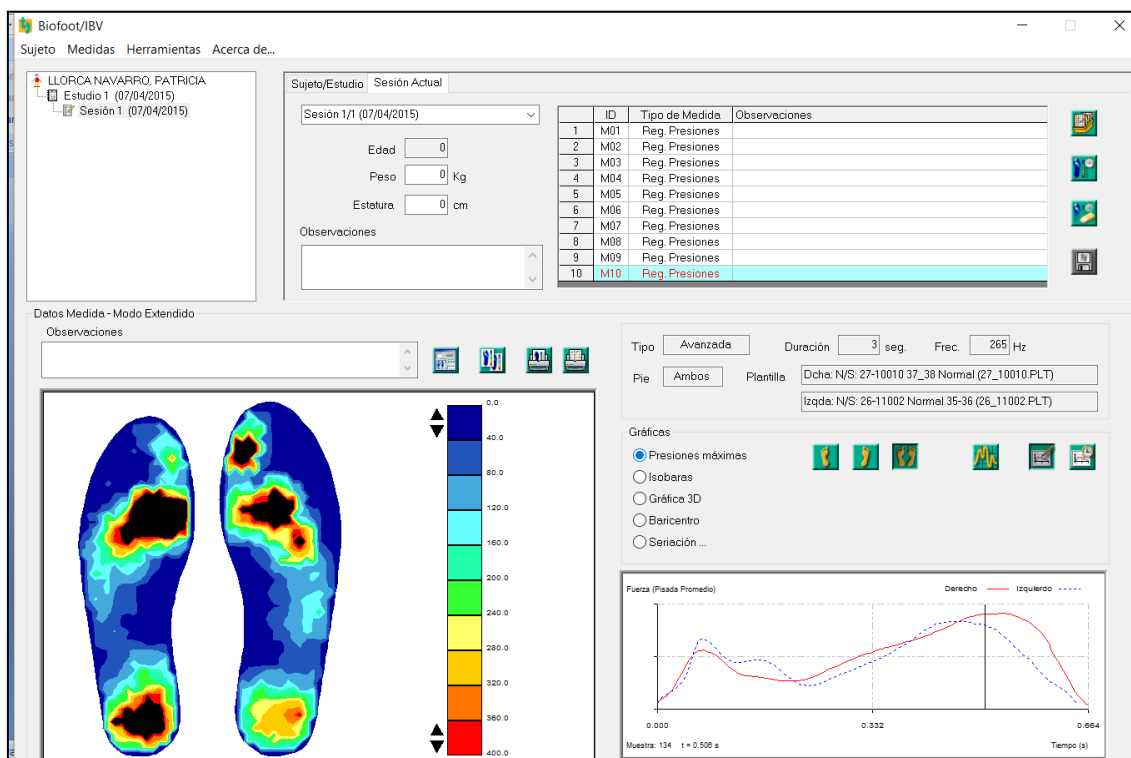 Biofoot/IBV
Sujeto Medidas Herramientas Acerca de...
LLORCA NAVARRO, PATRICIA
Estudio 1 (07/04/2015)
Sesión 1 (07/04/2015)
Sujeto/Estudio Sesión Actual
Sesión 1/1 (07/04/2015)
Edad 0
Peso 0 Kg
Estatura 0 cm
Observaciones
ID Tipo de Medida Observaciones
1 M01 Reg. Presiones
2 M02 Reg. Presiones
3 M03 Reg. Presiones
4 M04 Reg. Presiones
5 M05 Reg. Presiones
6 M06 Reg. Presiones
7 M07 Reg. Presiones
8 M08 Reg. Presiones
9 M09 Reg. Presiones
10 M10 Reg. Presiones
Datos Medida - Modo Extendido
Observaciones
Tipo Avanzada Duración 3 seg. Frec. 265 Hz
Pie Ambos Plantilla Dcha: N/S: 27-10010 37_38 Normal (27_10010.PLT)
Izqda: N/S: 26-11002 Normal 35-36 (26_11002.PLT)
0.0
40.0
80.0
120.0
160.0
200.0
240.0
280.0
320.0
360.0
400.0
Gráficas
Presiones máximas
Isobaras
Gráfica 3D
Baricentro
Seriación ...
Fuerza (Pisada Promedio) Derecho Izquierdo
0.000 0.332 0.664
Muestra: 134 t = 0.506 s Tiempo (s)